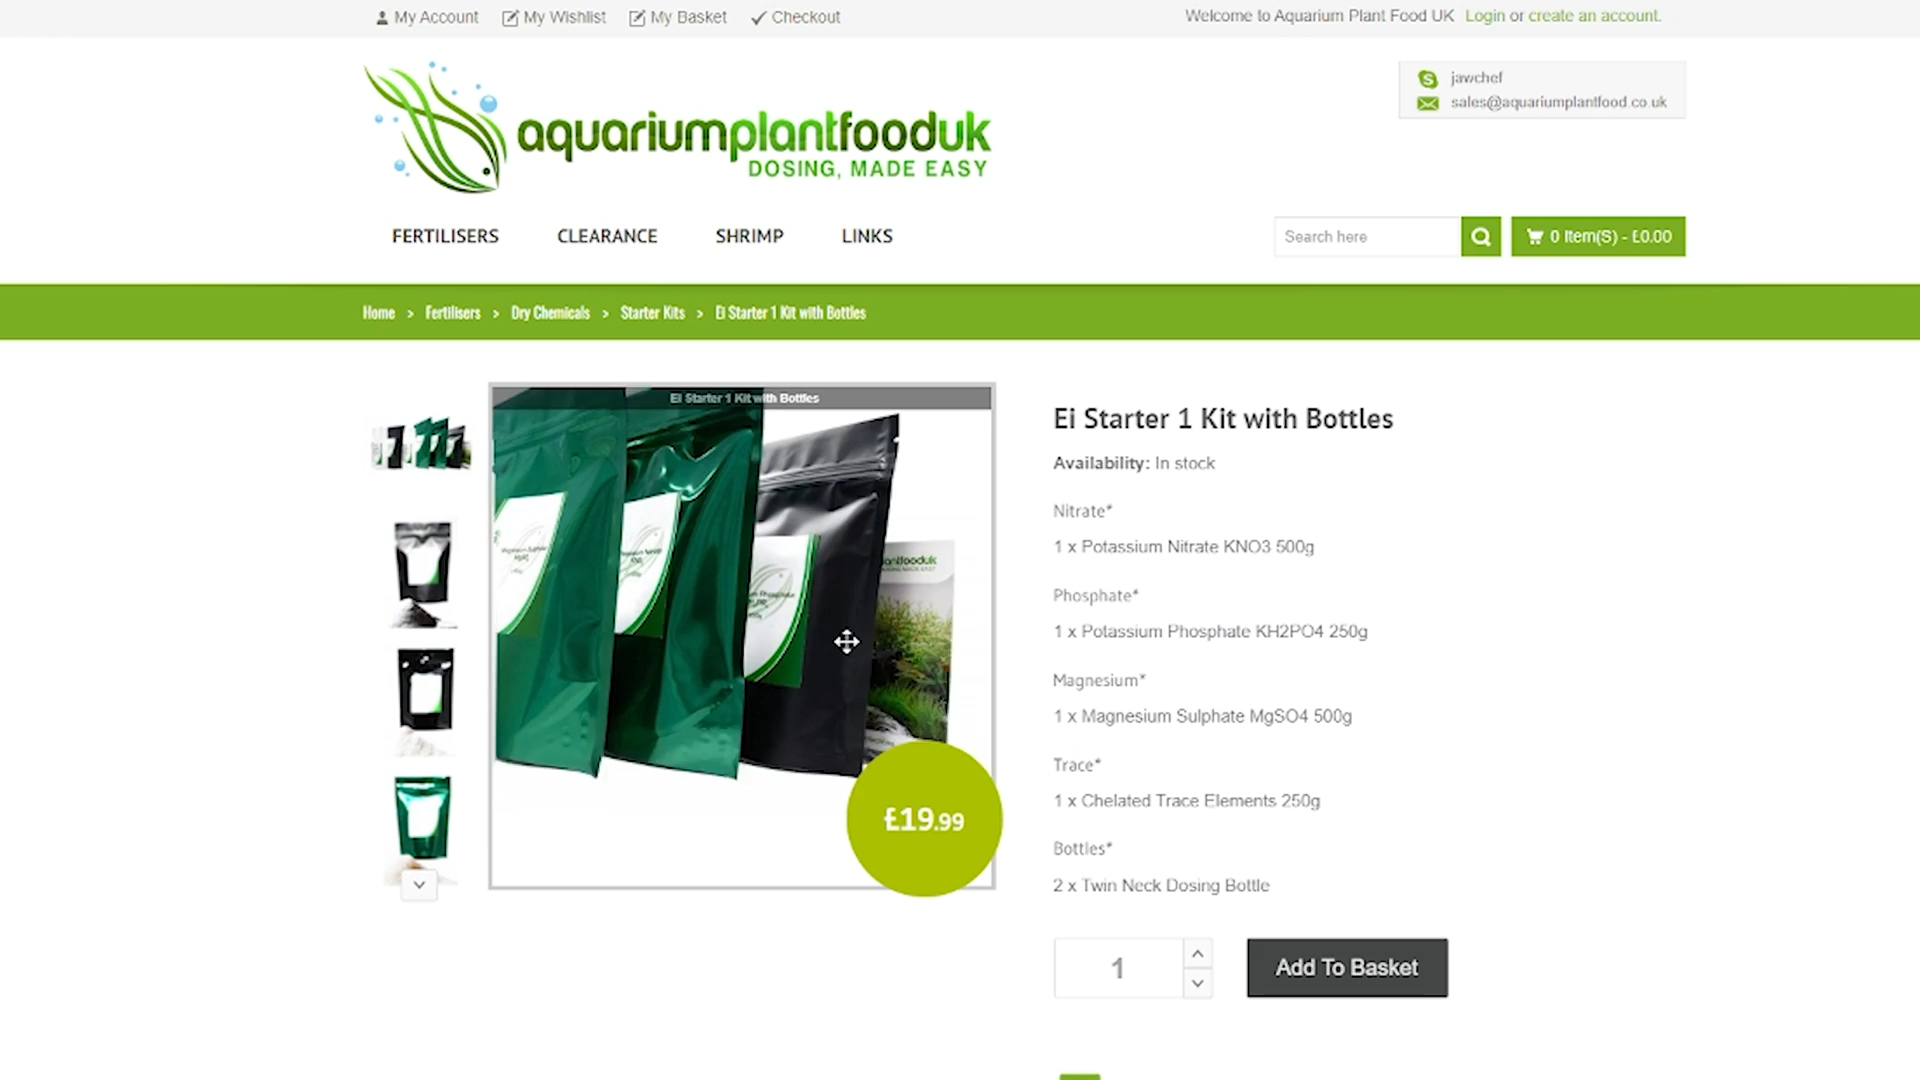 My Account My Wishlist My Basket Checkout
Welcome to Aquarium Plant Food UK Login or create an account.
jawchef
sales@aquariumplantfood.co.uk
aquariumplantfooduk
DOSING, MADE EASY
FERTILISERS CLEARANCE SHRIMP LINKS
Search here
0 Item(S) - £0.00
Home > Fertilisers > Dry Chemicals > Starter Kits > Ei Starter 1 Kit with Bottles
Ei Starter 1 Kit with Bottles
antfooduk
£19.99
Ei Starter 1 Kit with Bottles
Availability: In stock
Nitrate*
1 x Potassium Nitrate KNO3 500g
Phosphate*
1 x Potassium Phosphate KH2PO4 250g
Magnesium*
1 x Magnesium Sulphate MgSO4 500g
Trace*
1 x Chelated Trace Elements 250g
Bottles*
2 x Twin Neck Dosing Bottle
1
Add To Basket